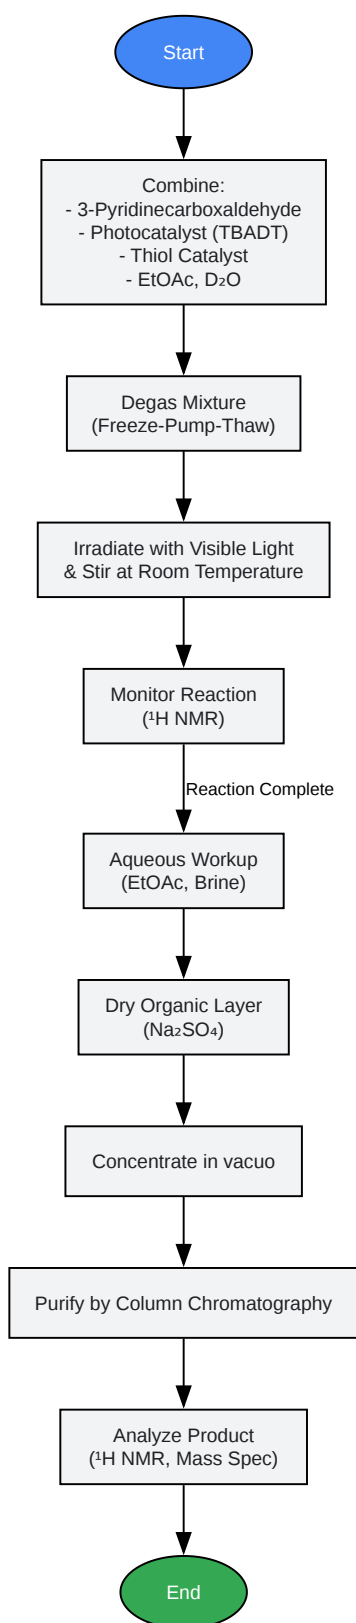 Start
Combine:
- 3-Pyridinecarboxaldehyde
- Photocatalyst (TBADT)
- Thiol Catalyst
- EtOAc, D₂O
Degas Mixture
(Freeze-Pump-Thaw)
Irradiate with Visible Light
& Stir at Room Temperature
Monitor Reaction
(¹H NMR)
Reaction Complete
Aqueous Workup
(EtOAc, Brine)
Dry Organic Layer
(Na₂SO₄)
Concentrate in vacuo
Purify by Column Chromatography
Analyze Product
(¹H NMR, Mass Spec)
End